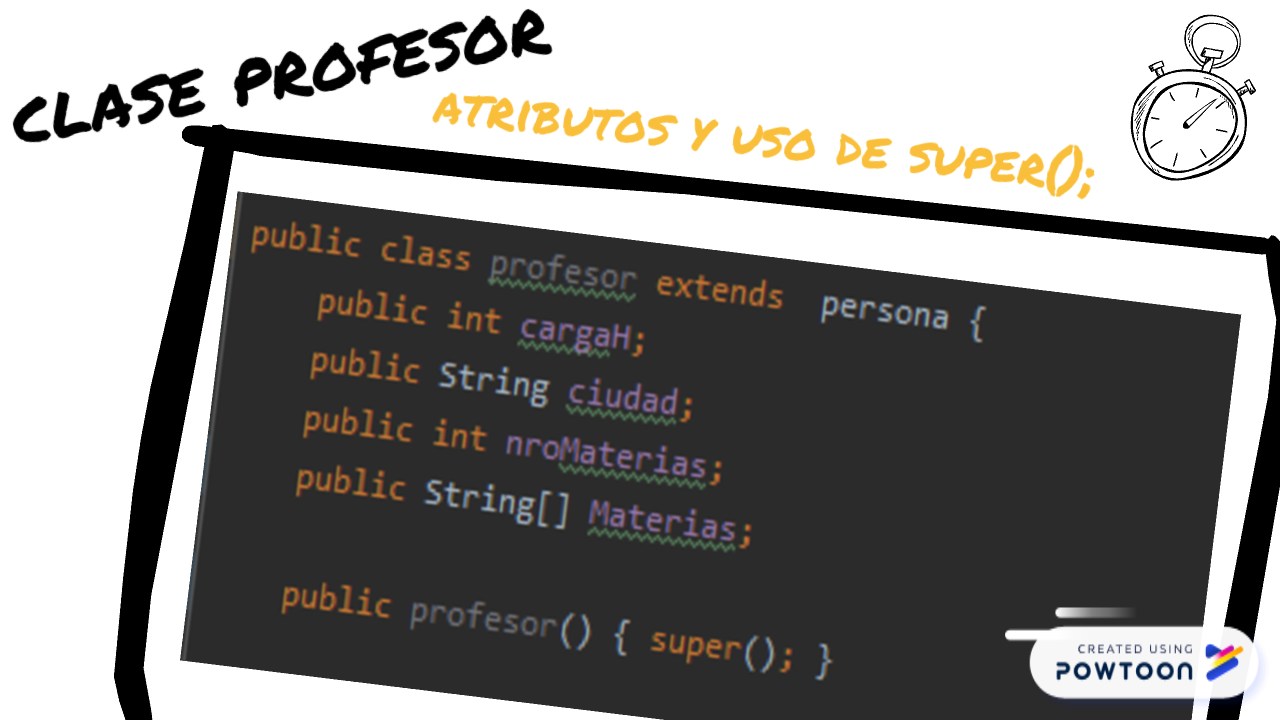 CLASE PROFESOR
ATRIBUTOS Y USO DE SUPER();
public class profesor extends persona {
public int cargaH;
public String ciudad;
public int nroMaterias;
public String[] Materias;
public profesor() { super(); }
CREATED USING
POWTOON